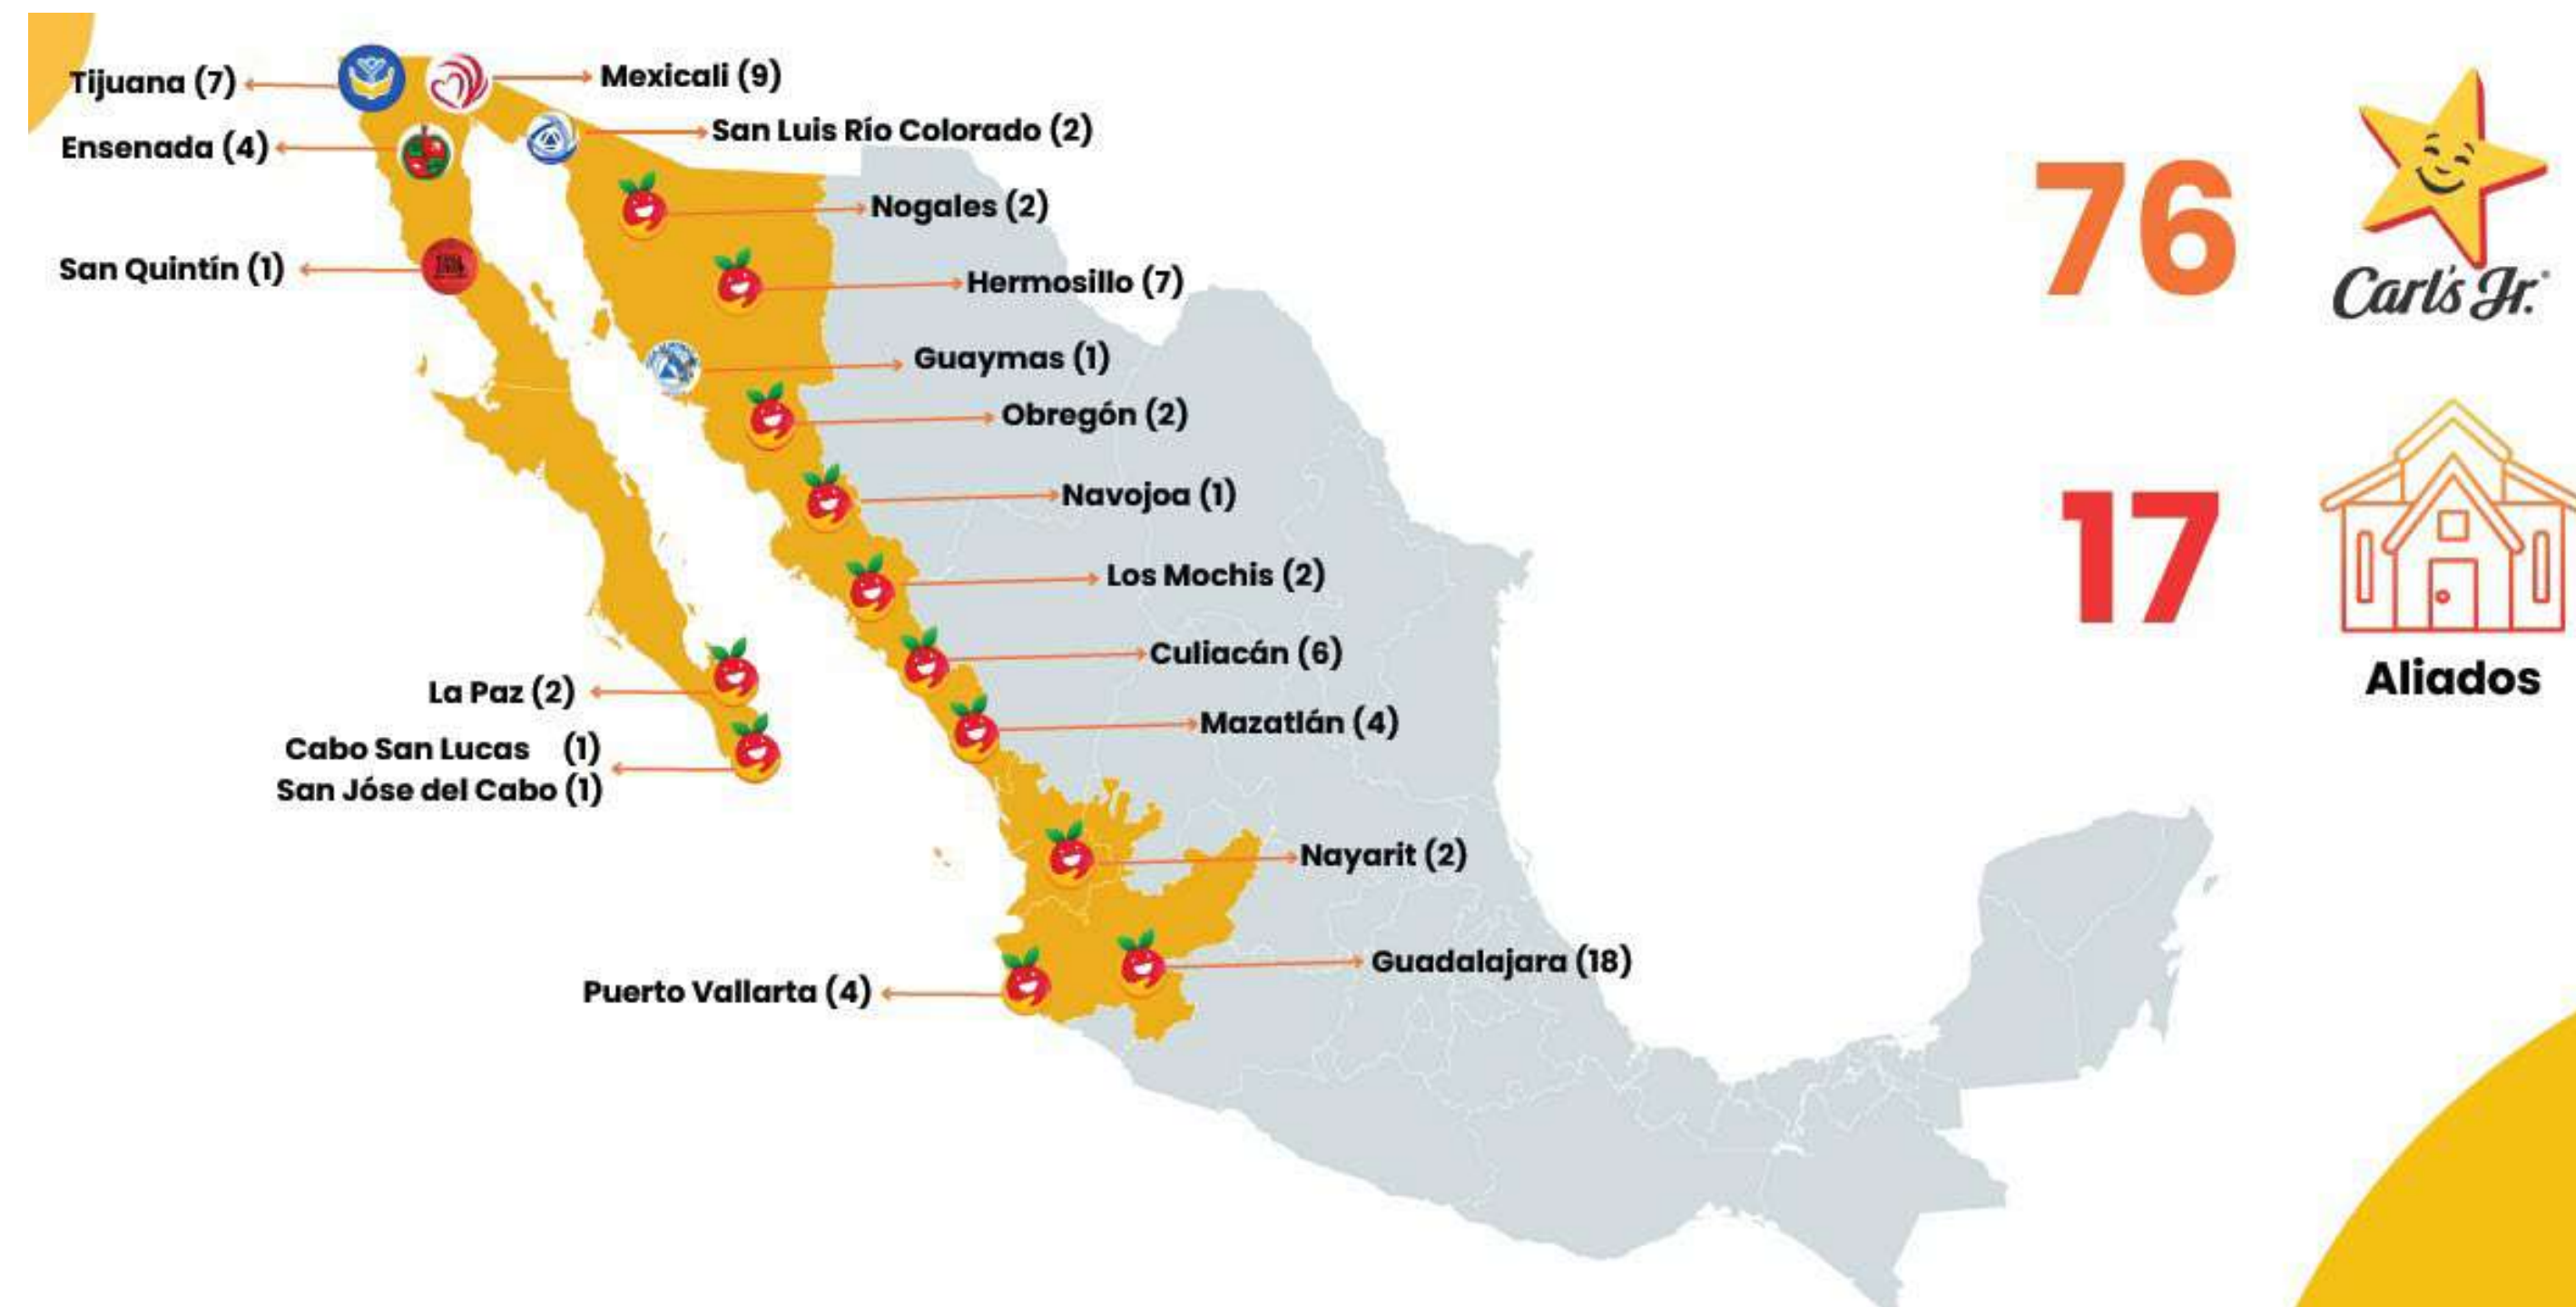 Tijuana (7)
Mexicali (9)
Ensenada (4)
San Luis Río Colorado (2)
Nogales (2)
San Quintín (1)
Hermosillo (7)
Guaymas (1)
Obregón (2)
Navojoa (1)
Los Mochis (2)
Culiacán (6)
La Paz (2)
Mazatlán (4)
Cabo San Lucas (1)
San Jóse del Cabo (1)
Nayarit (2)
Guadalajara (18)
Puerto Vallarta (4)
76
Carl's Jr.
17
Aliados